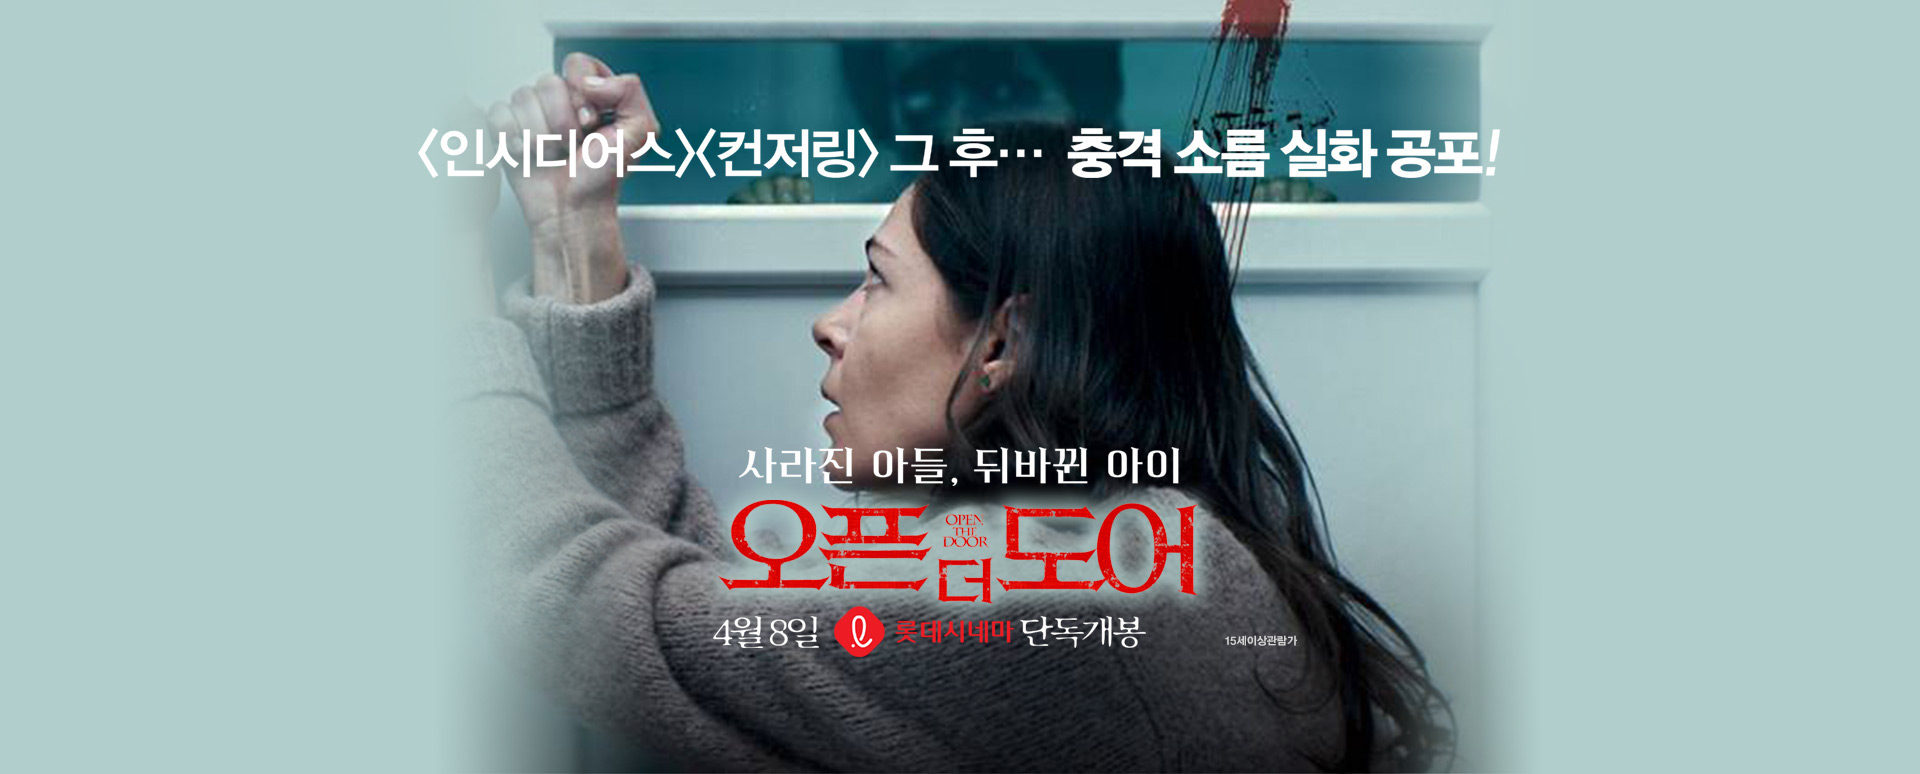 <인시디어스><컨저링> 그 후… 충격 소름 실화 공포!
사라진 아들, 뒤바뀐 아이
오픈 더 도어
OPEN
THE
DOOR
4월 8일 롯데시네마 단독개봉
15세이상관람가